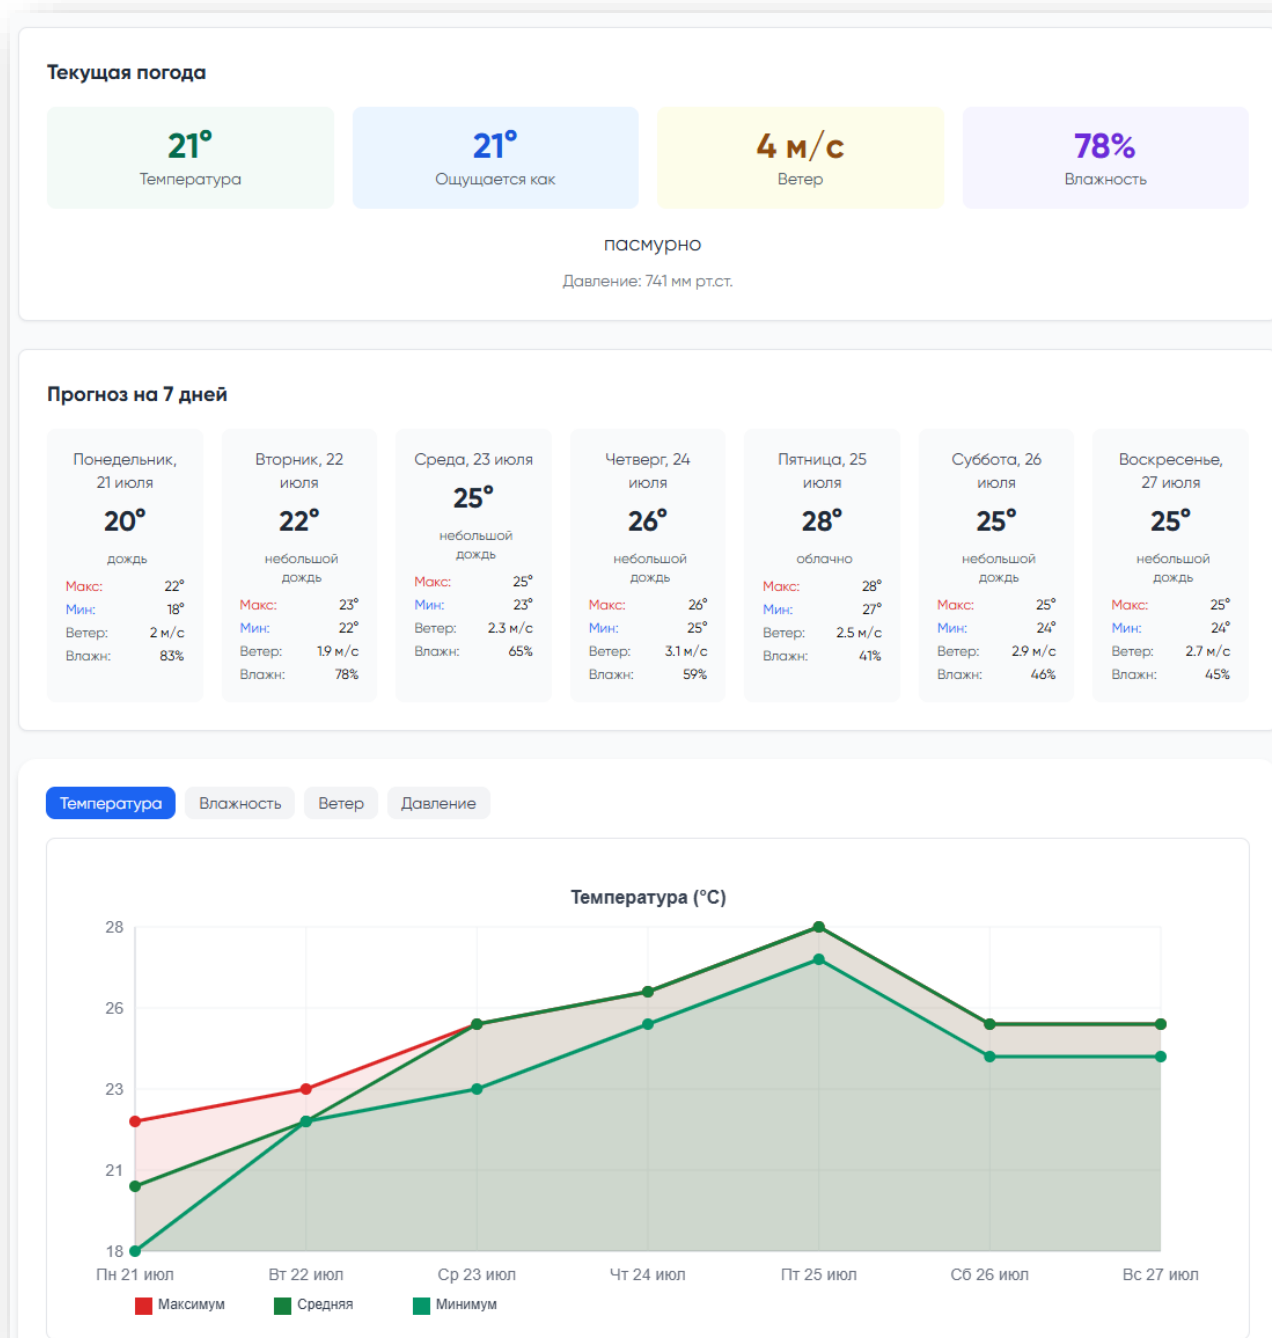 Текущая погода
21°
Температура
21°
Ощущается как
4 м/с
Ветер
78%
Влажность
пасмурно
Давление: 741 мм рт.ст.
Прогноз на 7 дней
Понедельник,
21 июля
20°
дождь
Макс: 22°
Мин: 18°
Ветер: 2 м/с
Влажн: 83%
Вторник, 22
июля
22°
небольшой
дождь
Макс: 23°
Мин: 22°
Ветер: 1.9 м/с
Влажн: 78%
Среда, 23 июля
25°
небольшой
дождь
Макс: 25°
Мин: 23°
Ветер: 2.3 м/с
Влажн: 65%
Четверг, 24
июля
26°
небольшой
дождь
Макс: 26°
Мин: 25°
Ветер: 3.1 м/с
Влажн: 59%
Пятница, 25
июля
28°
облачно
Макс: 28°
Мин: 27°
Ветер: 2.5 м/с
Влажн: 41%
Суббота, 26
июля
25°
небольшой
дождь
Макс: 25°
Мин: 24°
Ветер: 2.9 м/с
Влажн: 46%
Воскресенье,
27 июля
25°
небольшой
дождь
Макс: 25°
Мин: 24°
Ветер: 2.7 м/с
Влажн: 45%
Температура Влажность Ветер Давление
Температура (°C)
28
26
23
21
18
Пн 21 июл Вт 22 июл Ср 23 июл Чт 24 июл Пт 25 июл Сб 26 июл Вс 27 июл
Максимум Средняя Минимум